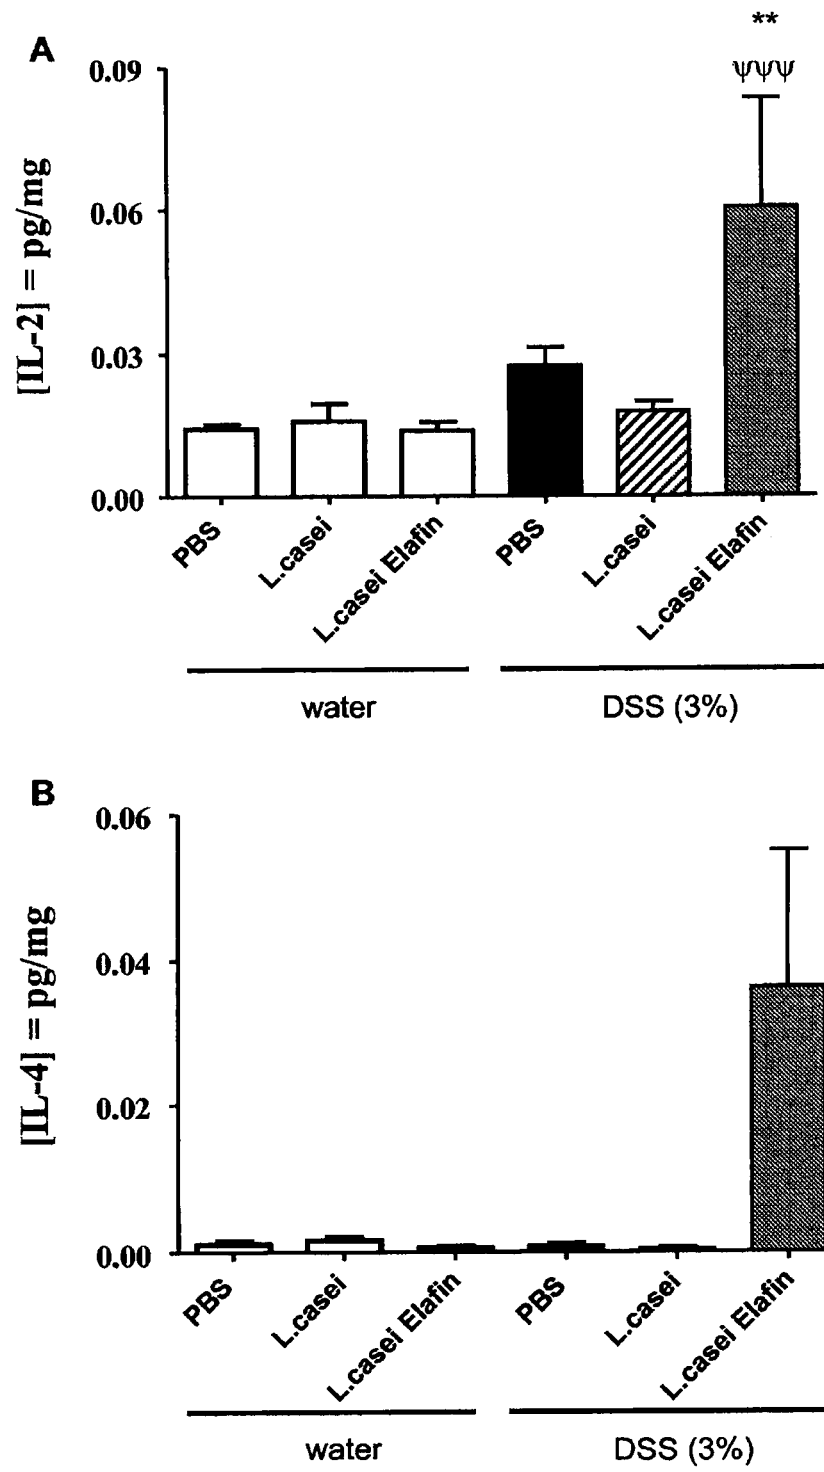 A
**
ψψψ
0.09
0.06
0.03
0.00
[IL-2] = pg/mg
PBS
L.casei
L.casei Elafin
PBS
L.casei
L.casei Elafin
water
DSS (3%)
B
0.06
0.04
0.02
0.00
[IL-4] = pg/mg
PBS
L.casei
L.casei Elafin
PBS
L.casei
L.casei Elafin
water
DSS (3%)